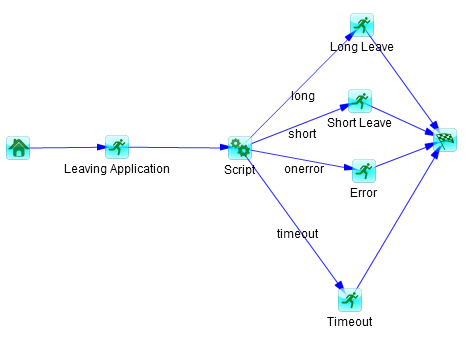 Long Leave
long
Short Leave
short
Leaving Application
Script
onerror
Error
timeout
Timeout